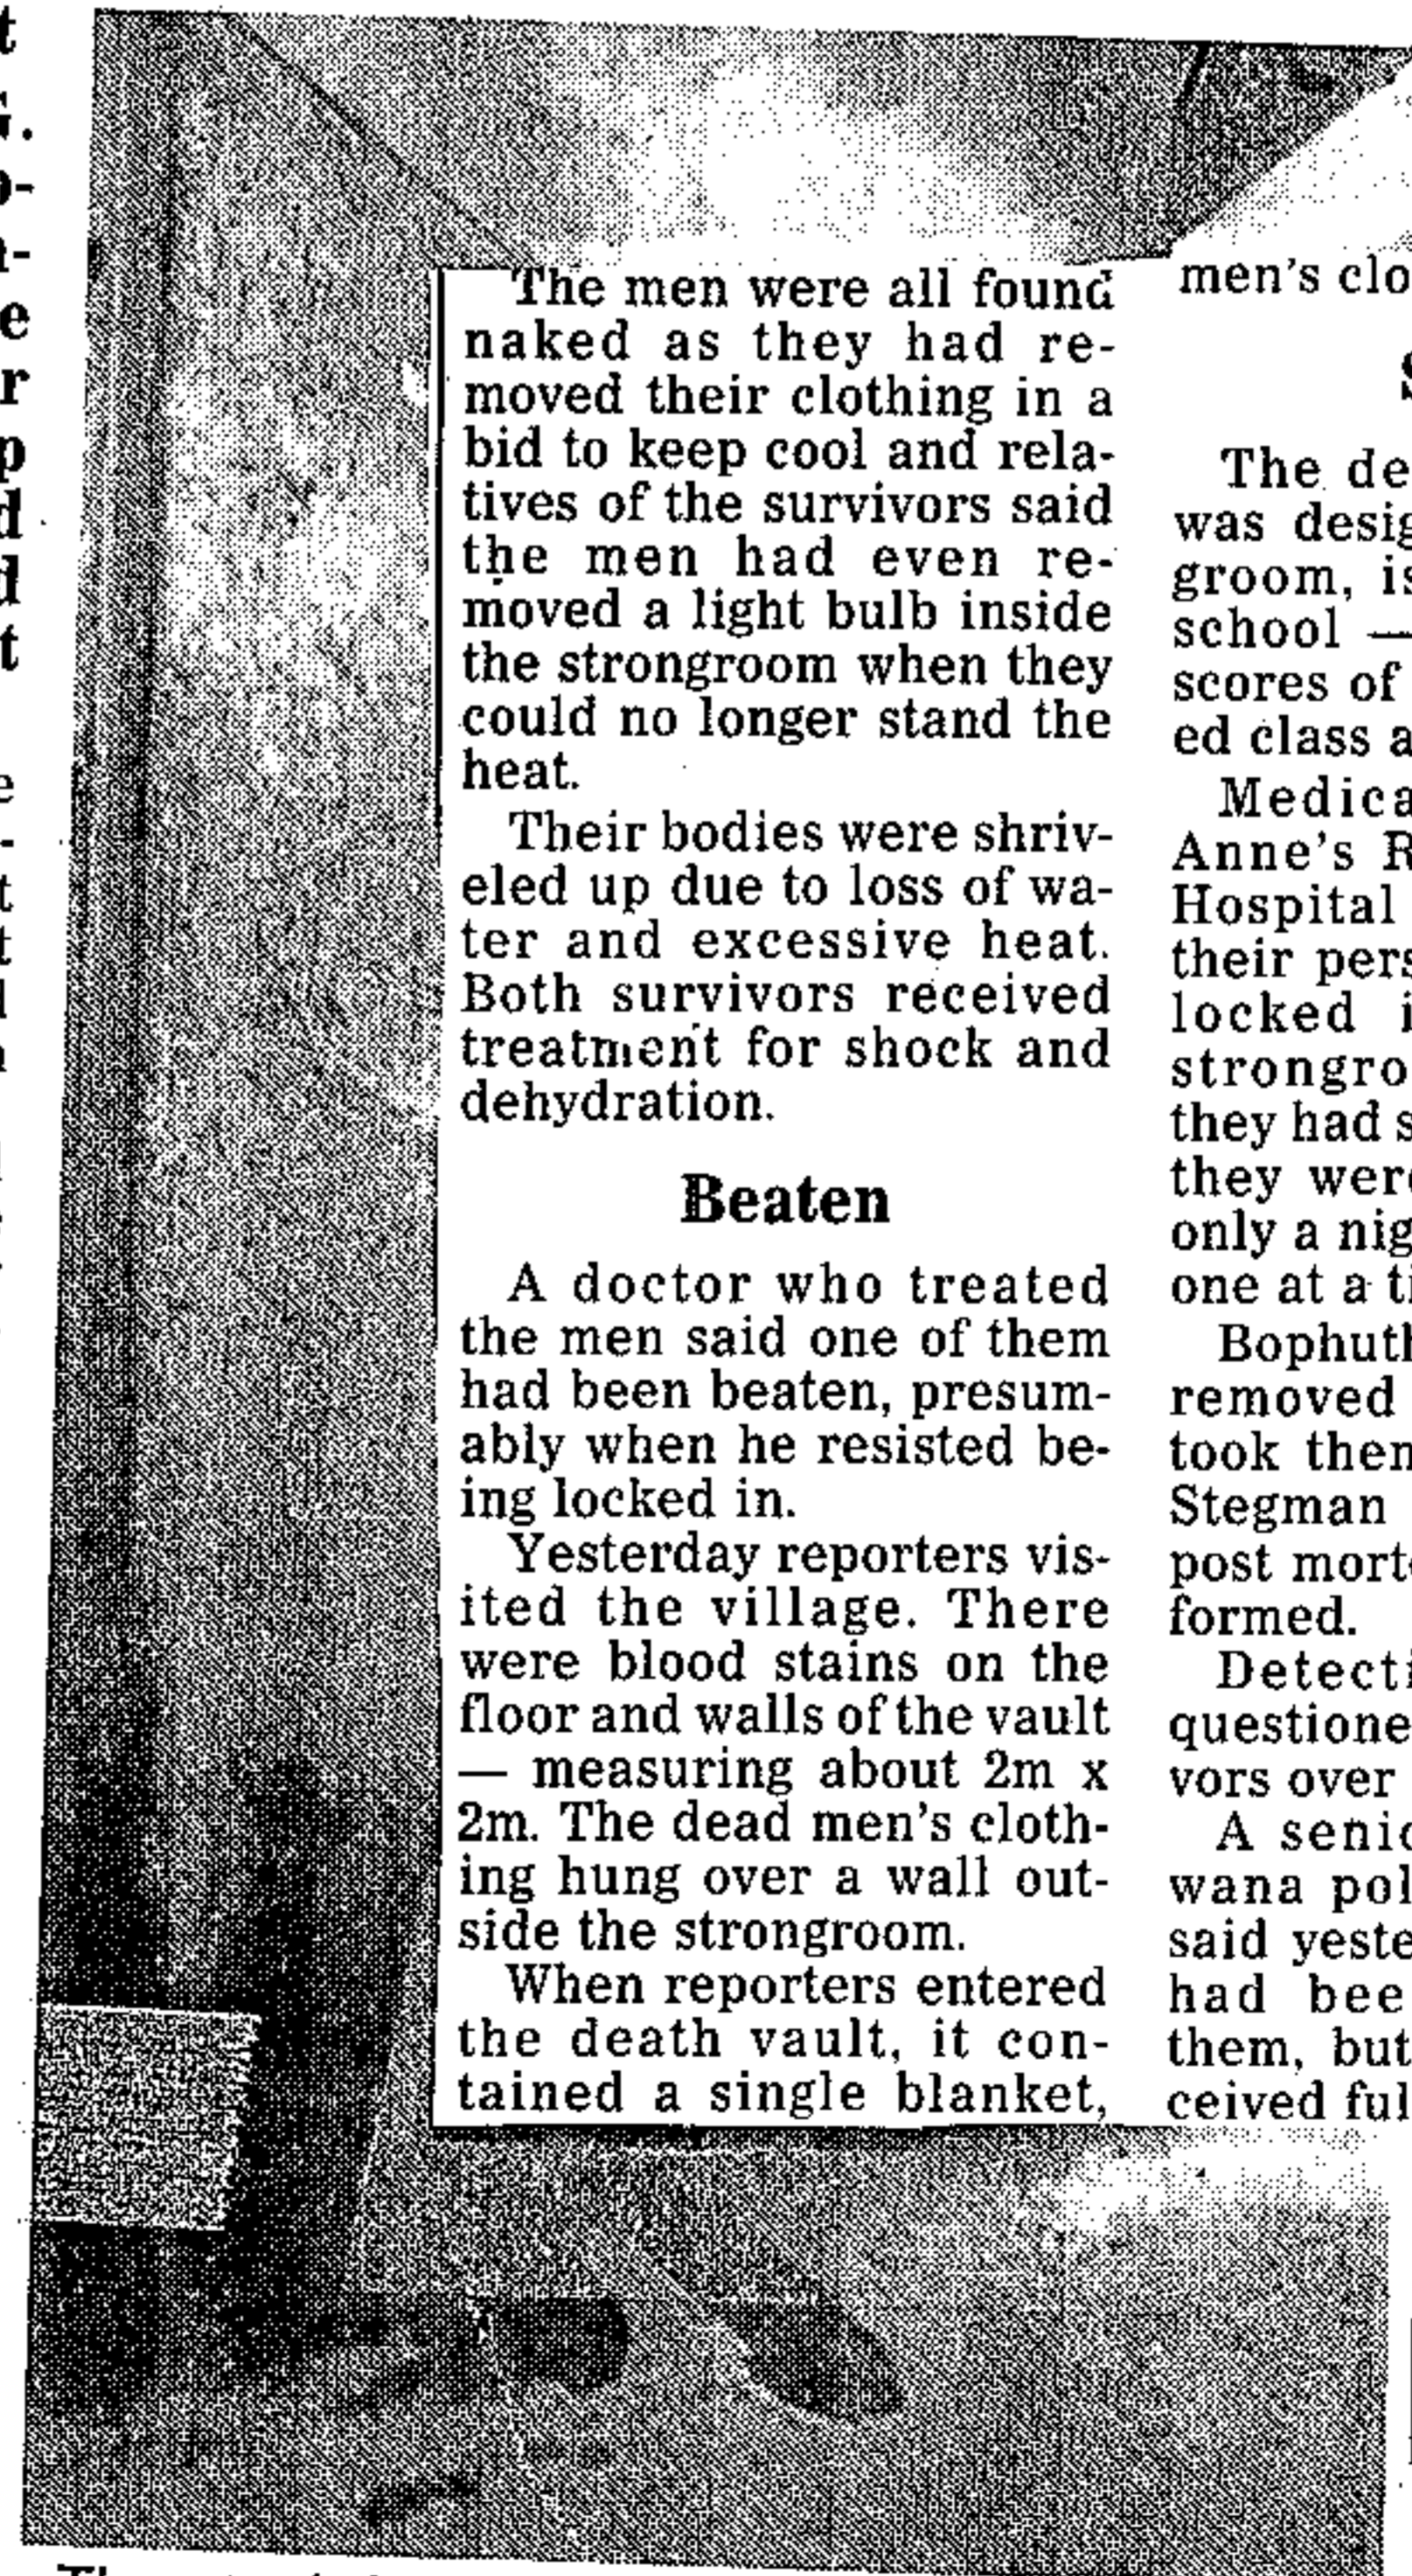 The men were all found
naked as they had re-
moved their clothing in a
bid to keep cool and rela-
tives of the survivors said
the men had even re-
moved a light bulb inside
the strongroom when they
could no longer stand the
heat.
Their bodies were shriv-
eled up due to loss of wa-
ter and excessive heat.
Both survivors received
treatment for shock and
dehydration.
Beaten
A doctor who treated
the men said one of them
had been beaten, presum-
ably when he resisted be-
ing locked in.
Yesterday reporters vis-
ited the village. There
were blood stains on the
floor and walls of the vault
— measuring about 2m x
2m. The dead men's cloth-
ing hung over a wall out-
side the strongroom.
When reporters entered
the death vault, it con-
tained a single blanket,
men's clo
The de
was desig
groom, is
school —
scores of
ed class a
Medica
Anne's R
Hospital
their pers
locked i
strongro
they had s
they were
only a nig
one at a ti
Bophuth
removed
took them
Stegman
post morte
formed.
Detecti
questione
vors over
A senio
wana pol
said yeste
had bee
them, but
ceived ful